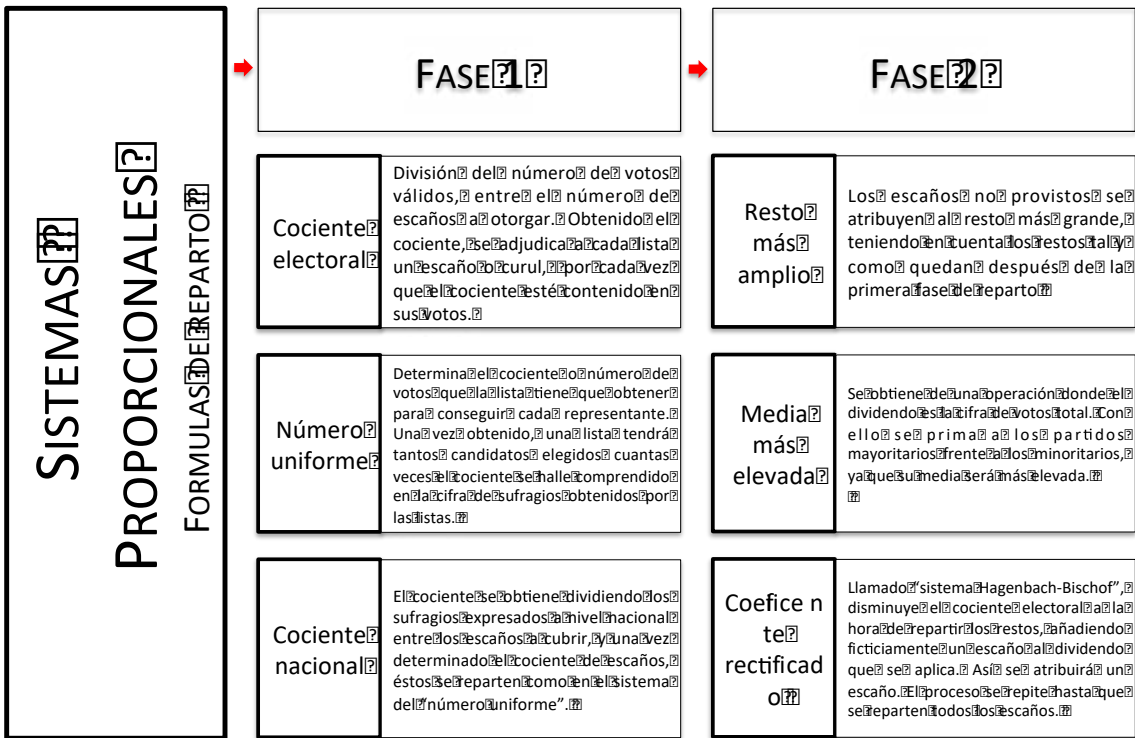 SISTEMAS
PROPORCIONALES
FORMULAS DE REPARTO
FASE 1
FASE 2
Cociente
electoral
División del número de votos
válidos, entre el número de
escaños a otorgar. Obtenido el
cociente, se adjudica a cada lista
un escaño o curul, por cada vez
que el cociente esté contenido en
sus votos.
Resto
más
amplio
Los escaños no provistos se
atribuyen al resto más grande,
teniendo en cuenta los restos tal y
como quedan después de la
primera fase de reparto
Número
uniforme
Determina el cociente o número de
votos que la lista tiene que obtener
para conseguir cada representante.
Una vez obtenido, una lista tendrá
tantos candidatos elegidos cuantas
veces el cociente se halle comprendido
en la cifra de sufragios obtenidos por
las listas.
Media
más
elevada
Se obtiene de una operación donde el
dividendo es la cifra de votos total. Con
ello se prima a los partidos
mayoritarios frente a los minoritarios,
ya que su media será más elevada.
Cociente
nacional
El cociente se obtiene dividiendo los
sufragios expresados a nivel nacional
entre los escaños a cubrir, y una vez
determinado el cociente de escaños,
éstos se reparten como en el sistema
del "número uniforme".
Coefice n
te
rectificad
o
Llamado "sistema Hagenbach-Bischof",
disminuye el cociente electoral a la
hora de repartir los restos, añadiendo
ficticiamente un escaño al dividendo
que se aplica. Así se atribuirá un
escaño. El proceso se repite hasta que
se reparten todos los escaños.